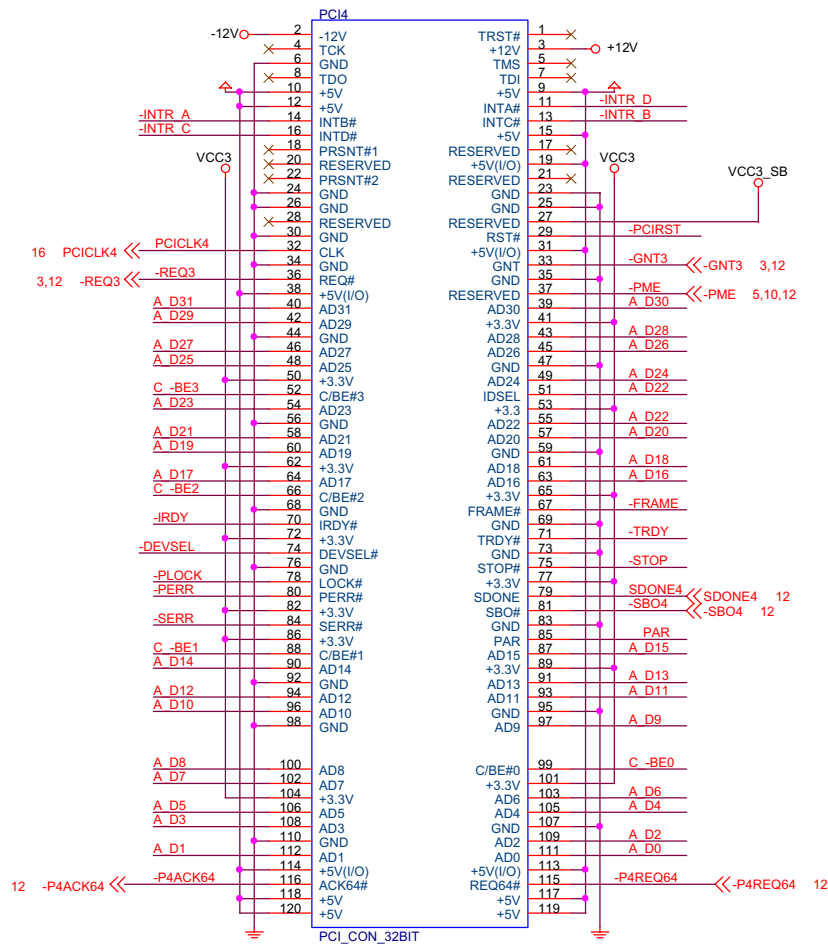 PCI4
-12V 2 -12V TRST# 1
4 TCK +12V 3 +12V
6 GND TMS 5
8 TDO TDI 7
10 +5V +5V 9
12 +5V INTA# 11 -INTR_D
-INTR_A 14 INTB# INTC# 13 -INTR_B
-INTR_C 16 INTD# +5V 15
18 PRSNT#1 RESERVED 17
VCC3 20 RESERVED +5V(I/O) 19 VCC3
22 PRSNT#2 RESERVED 21 VCC3_SB
24 GND GND 23
26 GND GND 25
28 RESERVED RESERVED 27
30 GND RST# 29 -PCIRST
16 PCICLK4 PCICLK4 32 CLK +5V(I/O) 31
34 GND GNT 33 -GNT3 -GNT3 3,12
3,12 -REQ3 -REQ3 36 REQ# GND 35
38 +5V(I/O) RESERVED 37 -PME -PME 5,10,12
A_D31 40 AD31 AD30 39 A_D30
A_D29 42 AD29 +3.3V 41
44 GND AD28 43 A_D28
A_D27 46 AD27 AD26 45 A_D26
A_D25 48 AD25 GND 47
50 +3.3V AD24 49 A_D24
C_-BE3 52 C/BE#3 IDSEL 51 A_D22
A_D23 54 AD23 +3.3 53
56 GND AD22 55 A_D22
A_D21 58 AD21 AD20 57 A_D20
A_D19 60 AD19 GND 59
62 +3.3V AD18 61 A_D18
A_D17 64 AD17 AD16 63 A_D16
C_-BE2 66 C/BE#2 +3.3V 65
68 GND FRAME# 67 -FRAME
-IRDY 70 IRDY# GND 69
72 +3.3V TRDY# 71 -TRDY
-DEVSEL 74 DEVSEL# GND 73
76 GND STOP# 75 -STOP
-PLOCK 78 LOCK# +3.3V 77
-PERR 80 PERR# SDONE 79 SDONE4 SDONE4 12
82 +3.3V SBO# 81 -SBO4 -SBO4 12
-SERR 84 SERR# GND 83
86 +3.3V PAR 85 PAR
C_-BE1 88 C/BE#1 AD15 87 A_D15
A_D14 90 AD14 +3.3V 89
92 GND AD13 91 A_D13
A_D12 94 AD12 AD11 93 A_D11
A_D10 96 AD10 GND 95
98 GND AD9 97 A_D9
A_D8 100 AD8 C/BE#0 99 C_-BE0
A_D7 102 AD7 +3.3V 101
104 +3.3V AD6 103 A_D6
A_D5 106 AD5 AD4 105 A_D4
A_D3 108 AD3 GND 107
110 GND AD2 109 A_D2
A_D1 112 AD1 AD0 111 A_D0
114 +5V(I/O) +5V(I/O) 113
12 -P4ACK64 -P4ACK64 116 ACK64# REQ64# 115 -P4REQ64 -P4REQ64 12
118 +5V +5V 117
120 +5V +5V 119
PCI_CON_32BIT